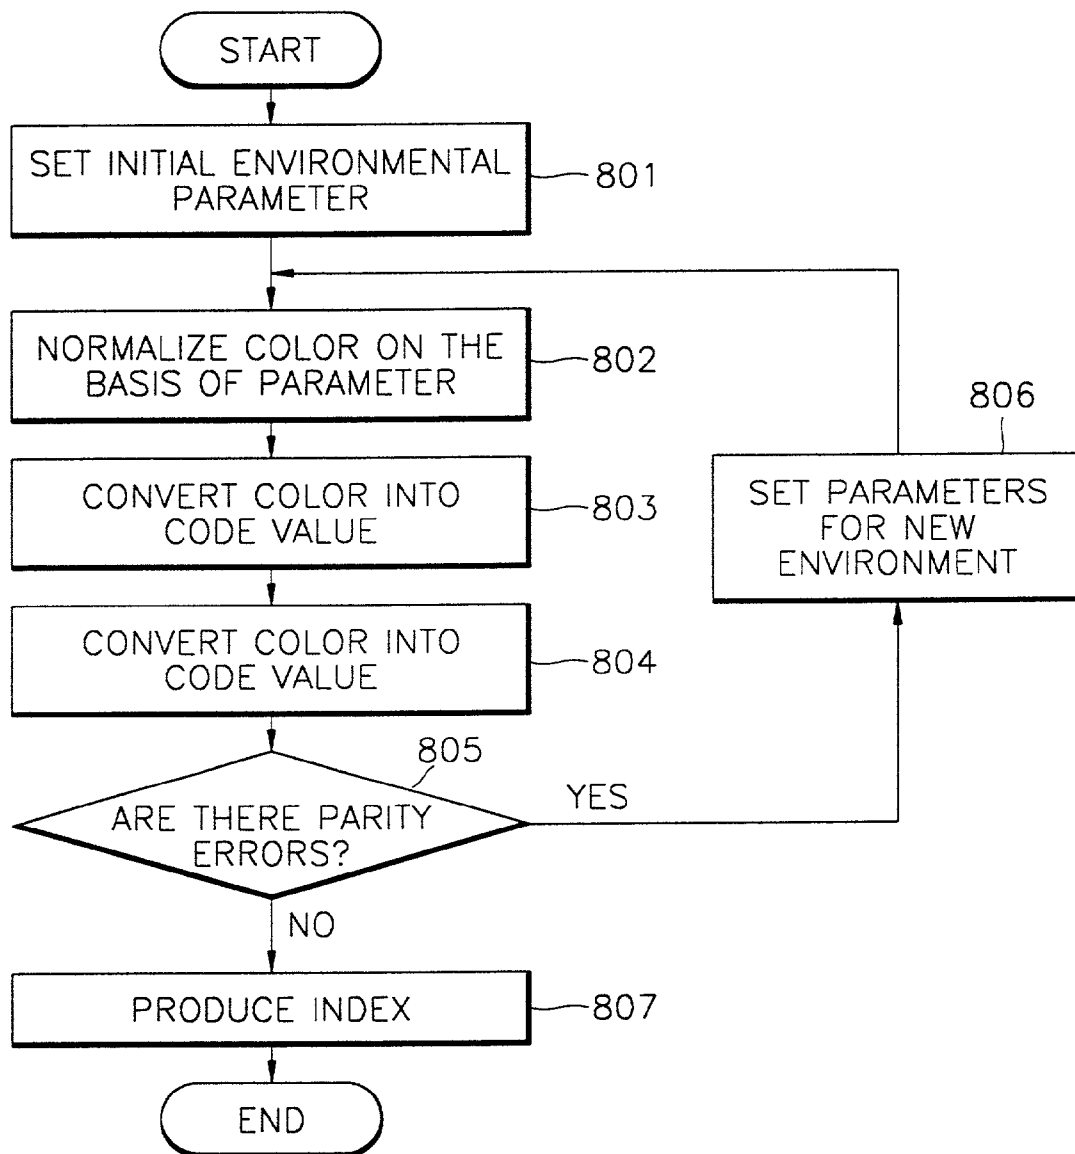 START
SET INITIAL ENVIRONMENTAL
PARAMETER
801
NORMALIZE COLOR ON THE
BASIS OF PARAMETER
802
806
CONVERT COLOR INTO
CODE VALUE
803
SET PARAMETERS
FOR NEW
ENVIRONMENT
CONVERT COLOR INTO
CODE VALUE
804
805
ARE THERE PARITY
ERRORS?
YES
NO
PRODUCE INDEX
807
END